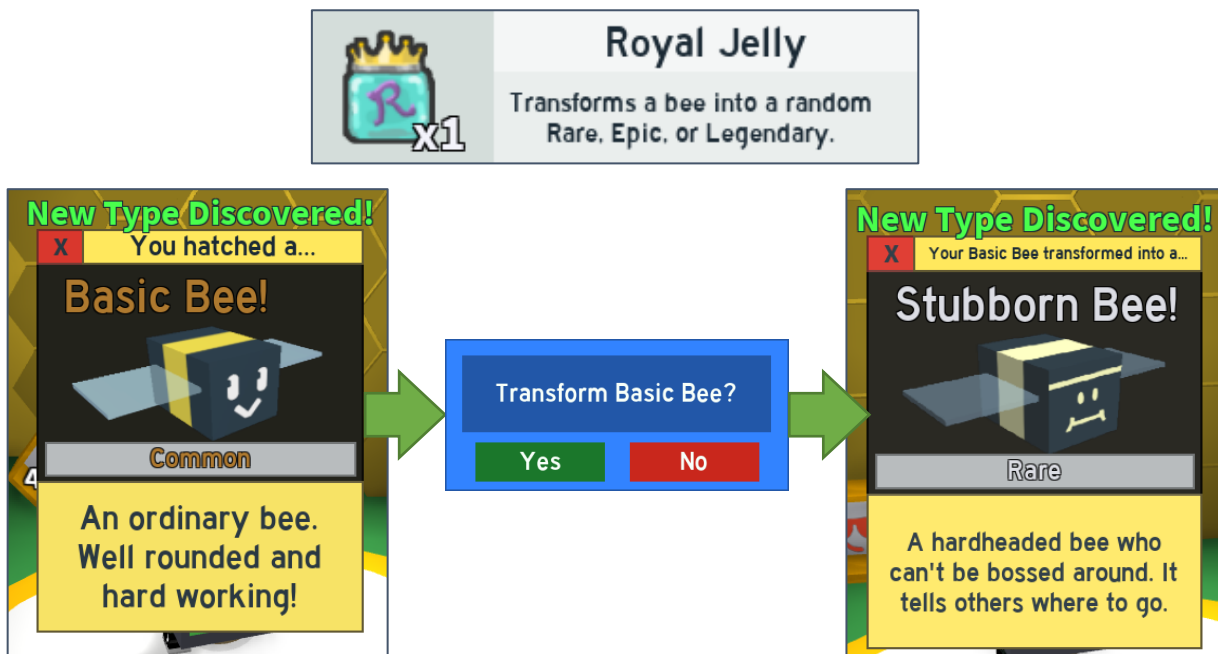 Royal Jelly
R
x1
Transforms a bee into a random
Rare, Epic, or Legendary.
New Type Discovered!
X
You hatched a...
Basic Bee!
Common
4
An ordinary bee.
Well rounded and
hard working!
Transform Basic Bee?
Yes
No
New Type Discovered!
X
Your Basic Bee transformed into a...
Stubborn Bee!
Rare
A hardheaded bee who
can't be bossed around. It
tells others where to go.